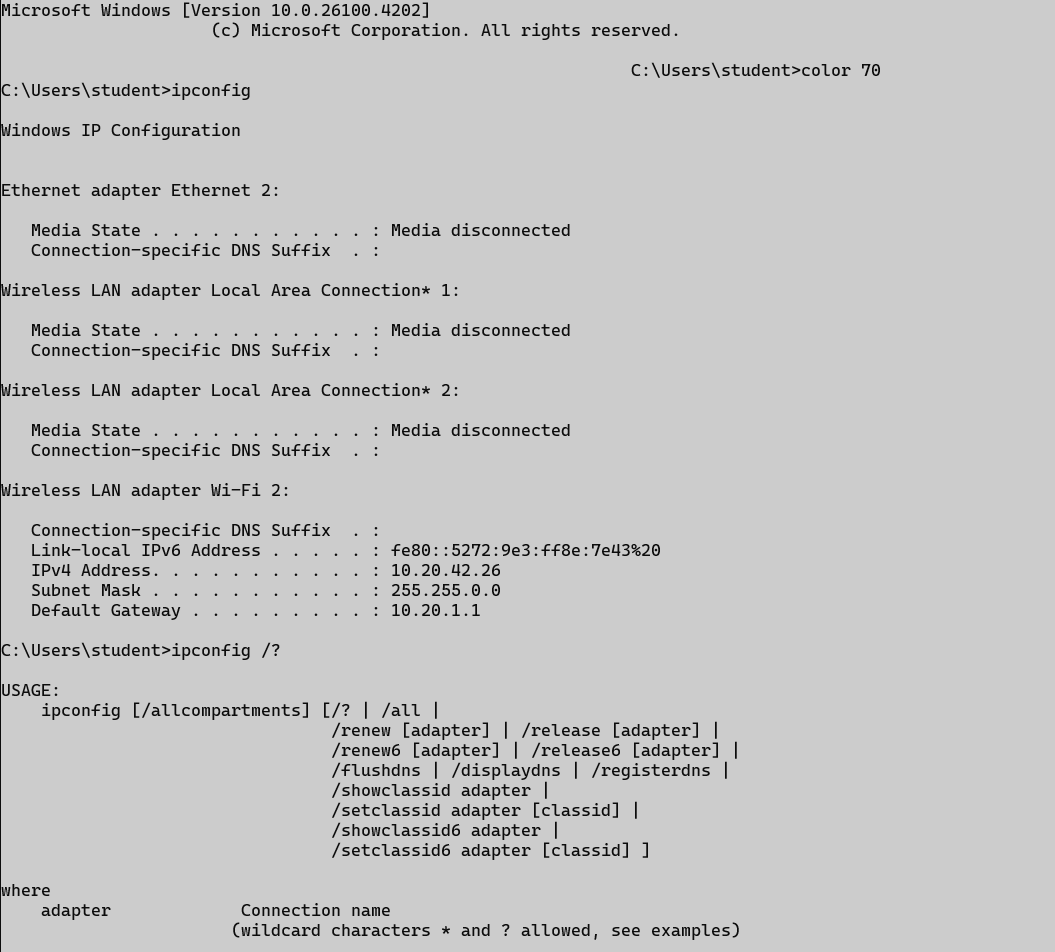 Microsoft Windows [Version 10.0.26100.4202]
(c) Microsoft Corporation. All rights reserved.
C:\Users\student>color 70
C:\Users\student>ipconfig
Windows IP Configuration
Ethernet adapter Ethernet 2:
Media State . . . . . . . . . . . : Media disconnected
Connection-specific DNS Suffix  . :
Wireless LAN adapter Local Area Connection* 1:
Media State . . . . . . . . . . . : Media disconnected
Connection-specific DNS Suffix  . :
Wireless LAN adapter Local Area Connection* 2:
Media State . . . . . . . . . . . : Media disconnected
Connection-specific DNS Suffix  . :
Wireless LAN adapter Wi-Fi 2:
Connection-specific DNS Suffix  . :
Link-local IPv6 Address . . . . . : fe80::5272:9e3:ff8e:7e43%20
IPv4 Address. . . . . . . . . . . : 10.20.42.26
Subnet Mask . . . . . . . . . . . : 255.255.0.0
Default Gateway . . . . . . . . . : 10.20.1.1
C:\Users\student>ipconfig /?
USAGE:
ipconfig [/allcompartments] [/? | /all |
/renew [adapter] | /release [adapter] |
/renew6 [adapter] | /release6 [adapter] |
/flushdns | /displaydns | /registerdns |
/showclassid adapter |
/setclassid adapter [classid] |
/showclassid6 adapter |
/setclassid6 adapter [classid] ]
where
adapter             Connection name
(wildcard characters * and ? allowed, see examples)